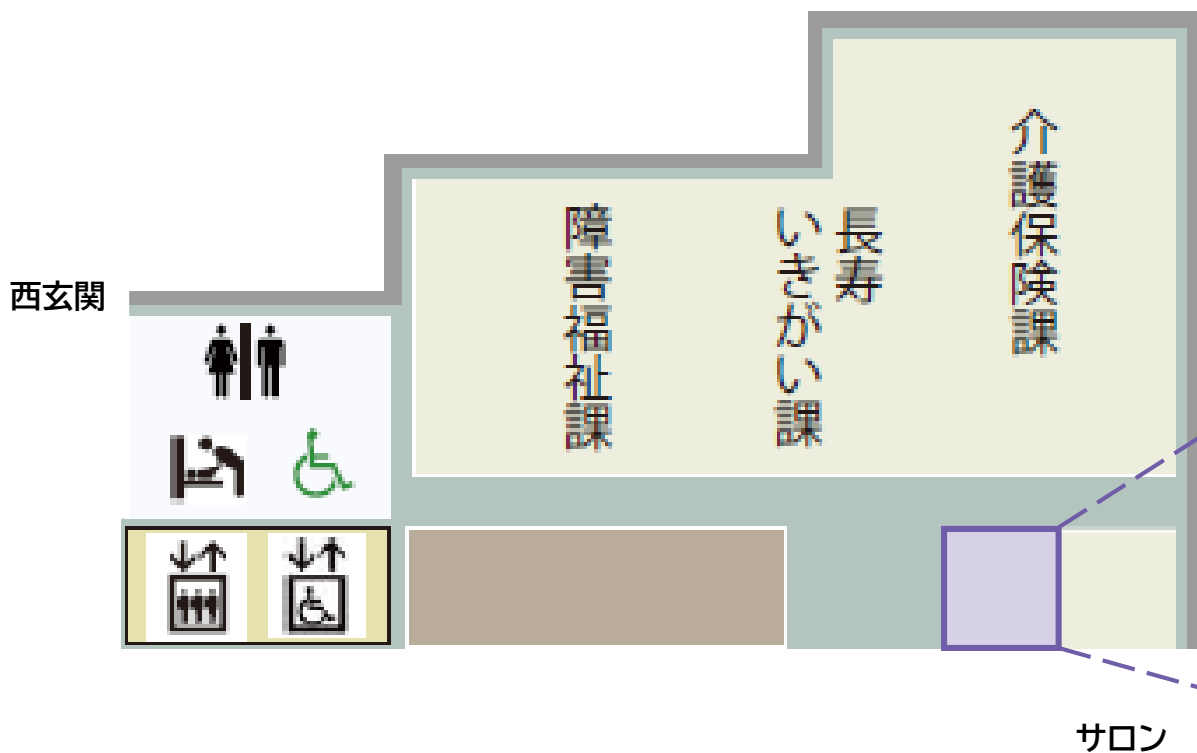 介護保険課
長寿
いきがい課
障害福祉課
西玄関
サロン